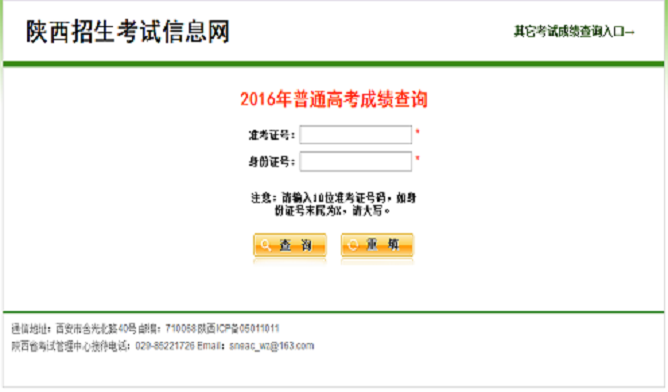 陕西招生考试信息网
其它考试成绩查询入口→
2016年普通高考成绩查询
准考证号： *
身份证号： *
注意：请输入10位准考证号码，如身
份证号末尾为X，请大写。
查 询 重 填
通信地址：西安市含光北路40号 邮编：710068 陕西ICP备05011011
陕西省考试管理中心接待电话：029-85221726 Email：sneac_wz@163.com